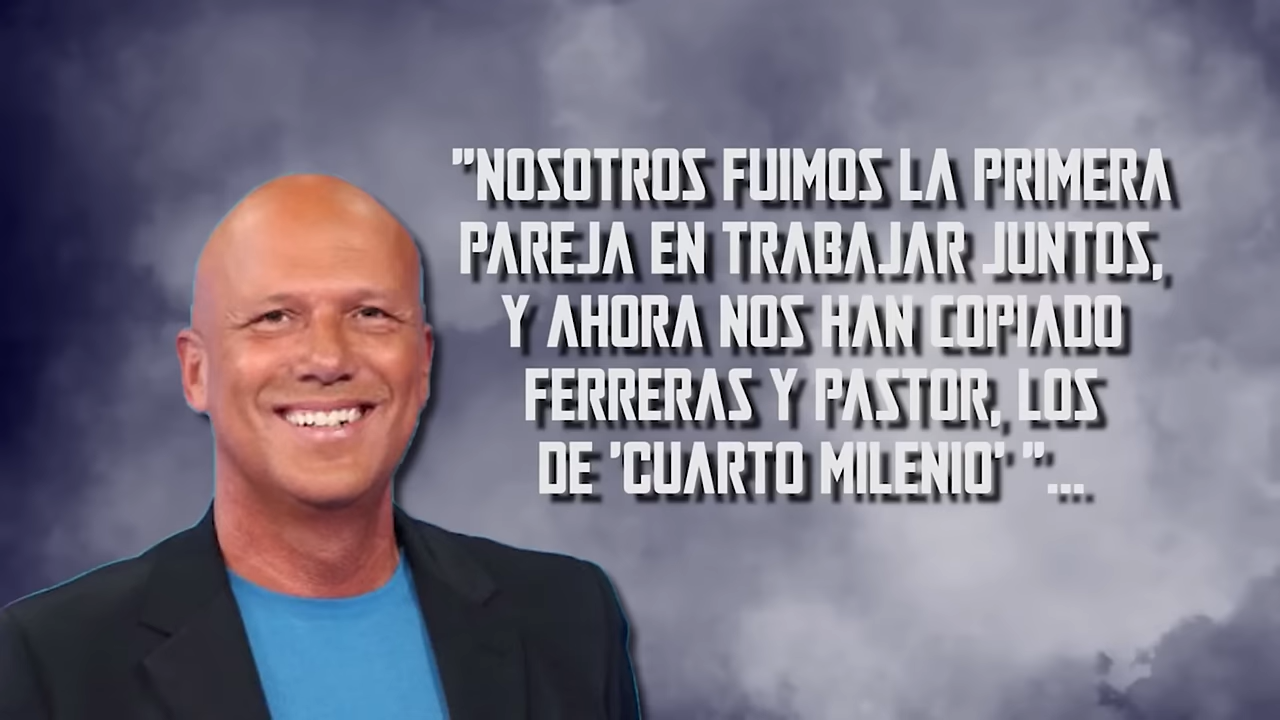 "NOSOTROS FUIMOS LA PRIMERA
PAREJA EN TRABAJAR JUNTOS,
Y AHORA NOS HAN COPIADO
FERRERAS Y PASTOR, LOS
DE 'CUARTO MILENIO' "...